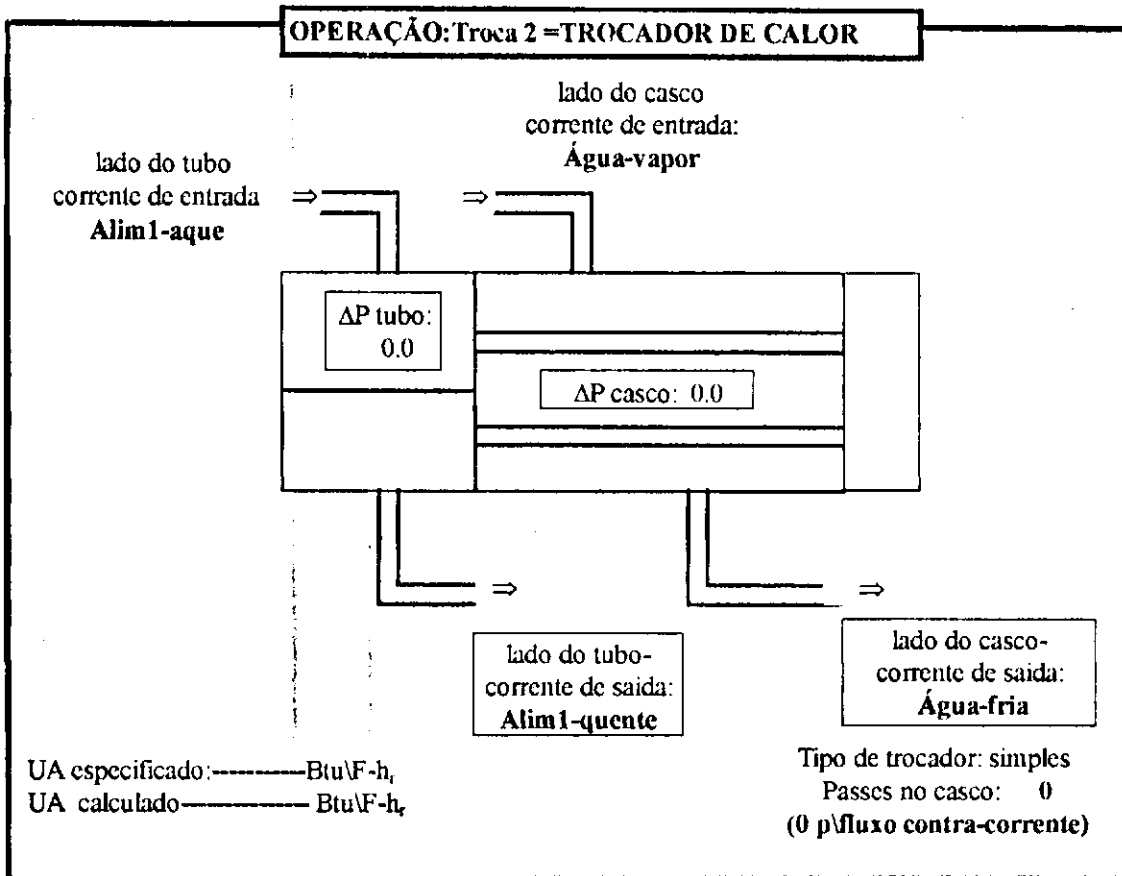 OPERAÇÃO:Troca 2 =TROCADOR DE CALOR
lado do casco
corrente de entrada:
Água-vapor
lado do tubo
corrente de entrada
Alim1-aque
⇒
⇒
ΔP tubo:
0.0
ΔP casco: 0.0
⇒
⇒
lado do tubo-
corrente de saida:
Alim1-quente
lado do casco-
corrente de saida:
Água-fria
UA especificado:----------Btu\F-hr
UA calculado-------------- Btu\F-hr
Tipo de trocador: simples
Passes no casco: 0
(0 p\fluxo contra-corrente)